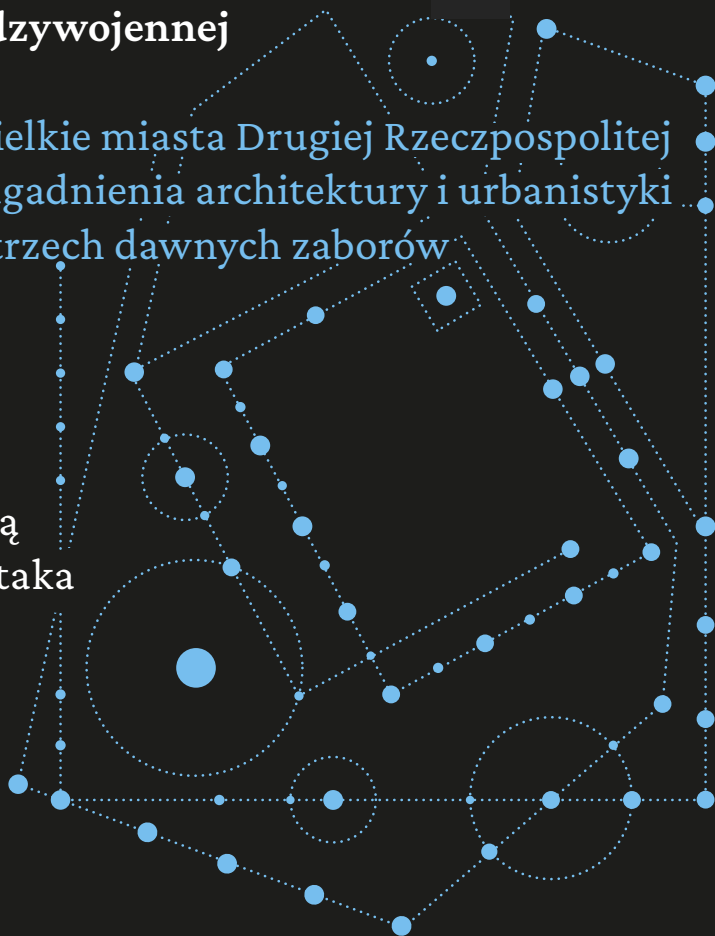 dzywojennej
ielkie miasta Drugiej Rzeczpospolitej
gadnienia architektury i urbanistyki
trzech dawnych zaborów
ą
taka